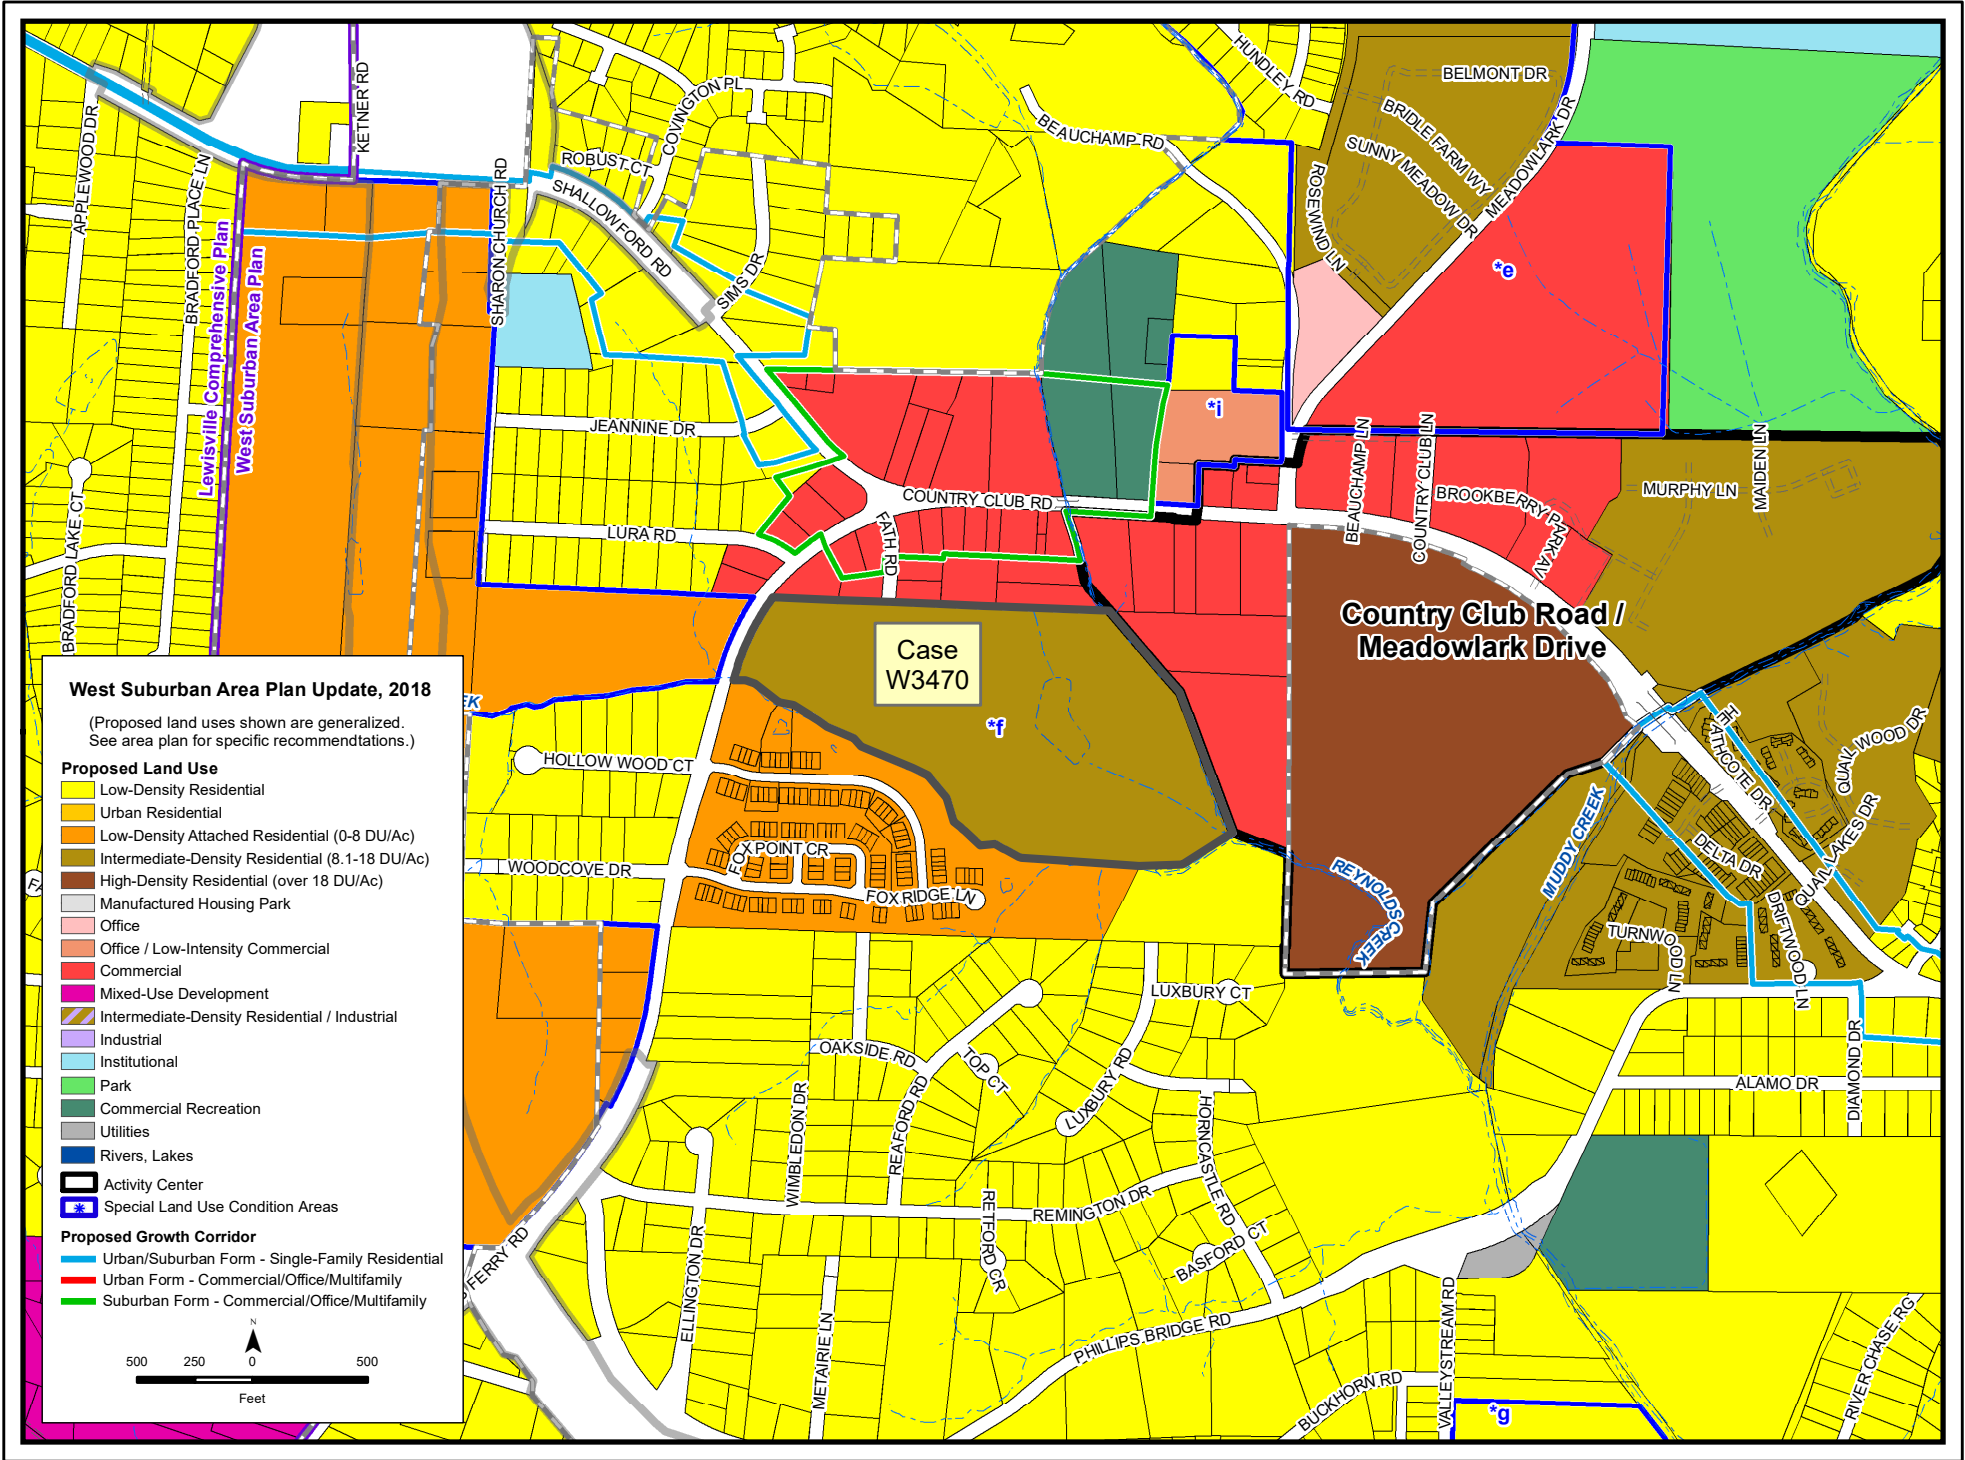 HUNDLEY RD
BELMONT DR
KETNER RD
COVINGTON PL
BRIDLE FARM WY
APPLEWOOD DR
BEAUCHAMP RD
MEADOWLARK DR
SUNNY MEADOW DR
ROBUST CT
BRADFORD PLACE LN
SHARON CHURCH RD
SHALLOWFORD RD
ROSEWIND LN
Lewisville Comprehensive Plan
West Suburban Area Plan
SIMS DR
*e
*i
JEANNINE DR
BEAUCHAMP LN
COUNTRY CLUB LN
MAIDEN LN
COUNTRY CLUB RD
BROOKBERRY PARK AV
MURPHY LN
BRADFORD LAKE CT
LURA RD
FATH RD
Country Club Road /
Meadowlark Drive
Case
W3470
*f
EK
HEATHCOTE DR
QUAIL WOOD DR
HOLLOW WOOD CT
MUDDY CREEK
QUAIL LAKES DR
DELTA DR
FOX POINT CR
WOODCOVE DR
FOX RIDGE LN
REYNOLDS
CREEK
DRIFTWOOD LN
TURNWOOD LN
LUXBURY CT
OAKSIDE RD
TOP CT
LUXBURY RD
DIAMOND DR
ALAMO DR
WIMBLEDON DR
REAFORD RD
HORNCASTLE RD
RETFORD CR
REMINGTON DR
BASFORD CT
ELLINGTON DR
FERRY RD
METAIRIE LN
PHILLIPS BRIDGE RD
VALLEYSTREAM RD
RIVER CHASE RG
BUCKHORN RD
*g
West Suburban Area Plan Update, 2018
(Proposed land uses shown are generalized.
See area plan for specific recommendtations.)
Proposed Land Use
Low-Density Residential
Urban Residential
Low-Density Attached Residential (0-8 DU/Ac)
Intermediate-Density Residential (8.1-18 DU/Ac)
High-Density Residential (over 18 DU/Ac)
Manufactured Housing Park
Office
Office / Low-Intensity Commercial
Commercial
Mixed-Use Development
Intermediate-Density Residential / Industrial
Industrial
Institutional
Park
Commercial Recreation
Utilities
Rivers, Lakes
Activity Center
* Special Land Use Condition Areas
Proposed Growth Corridor
Urban/Suburban Form - Single-Family Residential
Urban Form - Commercial/Office/Multifamily
Suburban Form - Commercial/Office/Multifamily
N
500 250 0 500
Feet